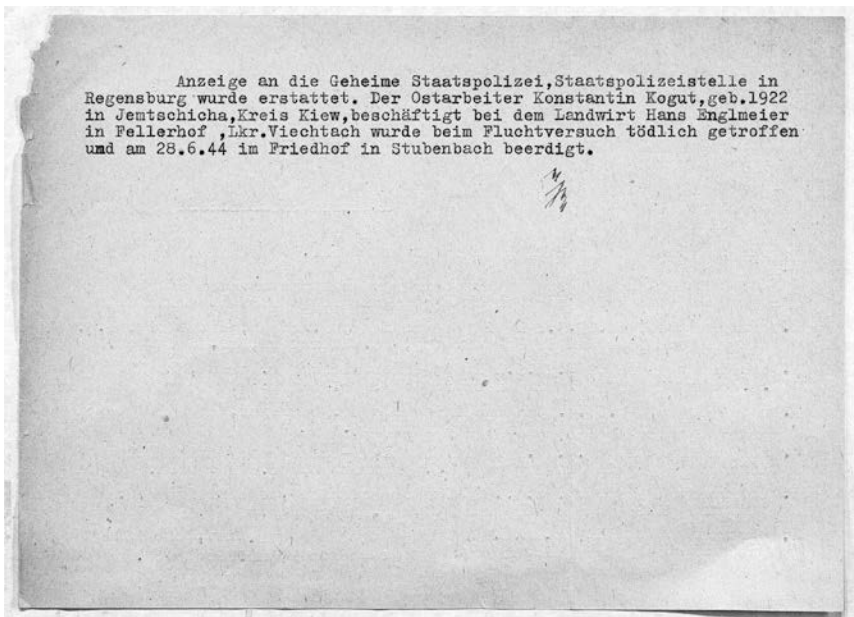 Anzeige an die Geheime Staatspolizei,Staatspolizeistelle in
Regensburg wurde erstattet. Der Ostarbeiter Konstantin Kogut,geb.1922
in Jemtschicha,Kreis Kiew,beschäftigt bei dem Landwirt Hans Englmeier
in Fellerhof ,Lkr.Viechtach wurde beim Fluchtversuch tödlich getroffen
und am 28.6.44 im Friedhof in Stubenbach beerdigt.